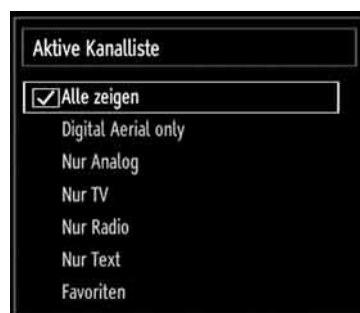 Aktive Kanalliste
Alle zeigen
Digital Aerial only
Nur Analog
Nur TV
Nur Radio
Nur Text
Favoriten